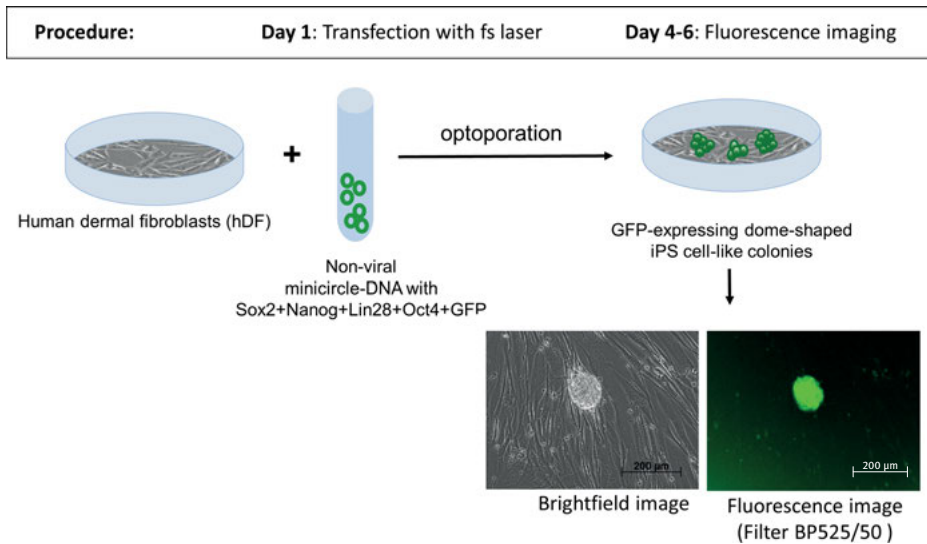 Procedure: Day 1: Transfection with fs laser Day 4-6: Fluorescence imaging
+
optoporation
Human dermal fibroblasts (hDF)
Non-viral
minicircle-DNA with
Sox2+Nanog+Lin28+Oct4+GFP
GFP-expressing dome-shaped
iPS cell-like colonies
200 µm
200 µm
Brightfield image
Fluorescence image
(Filter BP525/50 )